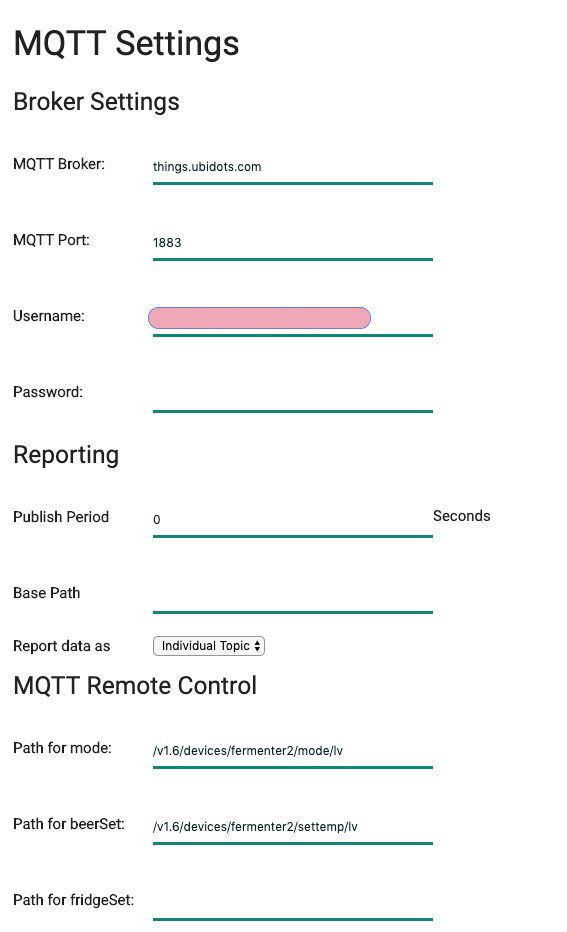 MQTT Settings
Broker Settings
MQTT Broker: things.ubidots.com
MQTT Port: 1883
Username:
Password:
Reporting
Publish Period 0 Seconds
Base Path
Report data as Individual Topic
MQTT Remote Control
Path for mode: /v1.6/devices/fermenter2/mode/lv
Path for beerSet: /v1.6/devices/fermenter2/settemp/lv
Path for fridgeSet: